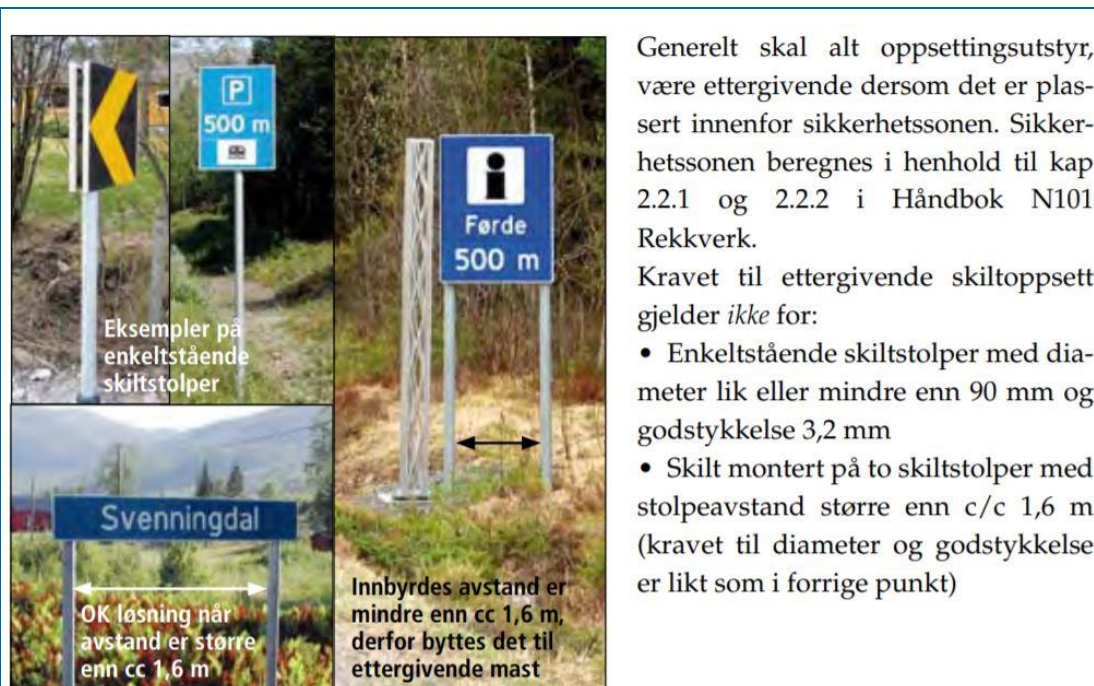 P
500 m
Eksempler på
enkeltstående
skiltstolper
i
Førde
500 m
Svenningdal
OK løsning når
avstand er større
enn cc 1,6 m
Innbyrdes avstand er
mindre enn cc 1,6 m,
derfor byttes det til
ettergivende mast
Generelt skal alt oppsettingsutstyr,
være ettergivende dersom det er plas-
sert innenfor sikkerhetssonen. Sikker-
hetssonen beregnes i henhold til kap
2.2.1 og 2.2.2 i Håndbok N101
Rekkverk.
Kravet til ettergivende skiltoppsett
gjelder ikke for:
• Enkeltstående skiltstolper med dia-
meter lik eller mindre enn 90 mm og
godstykkelse 3,2 mm
• Skilt montert på to skiltstolper med
stolpeavstand større enn c/c 1,6 m
(kravet til diameter og godstykkelse
er likt som i forrige punkt)